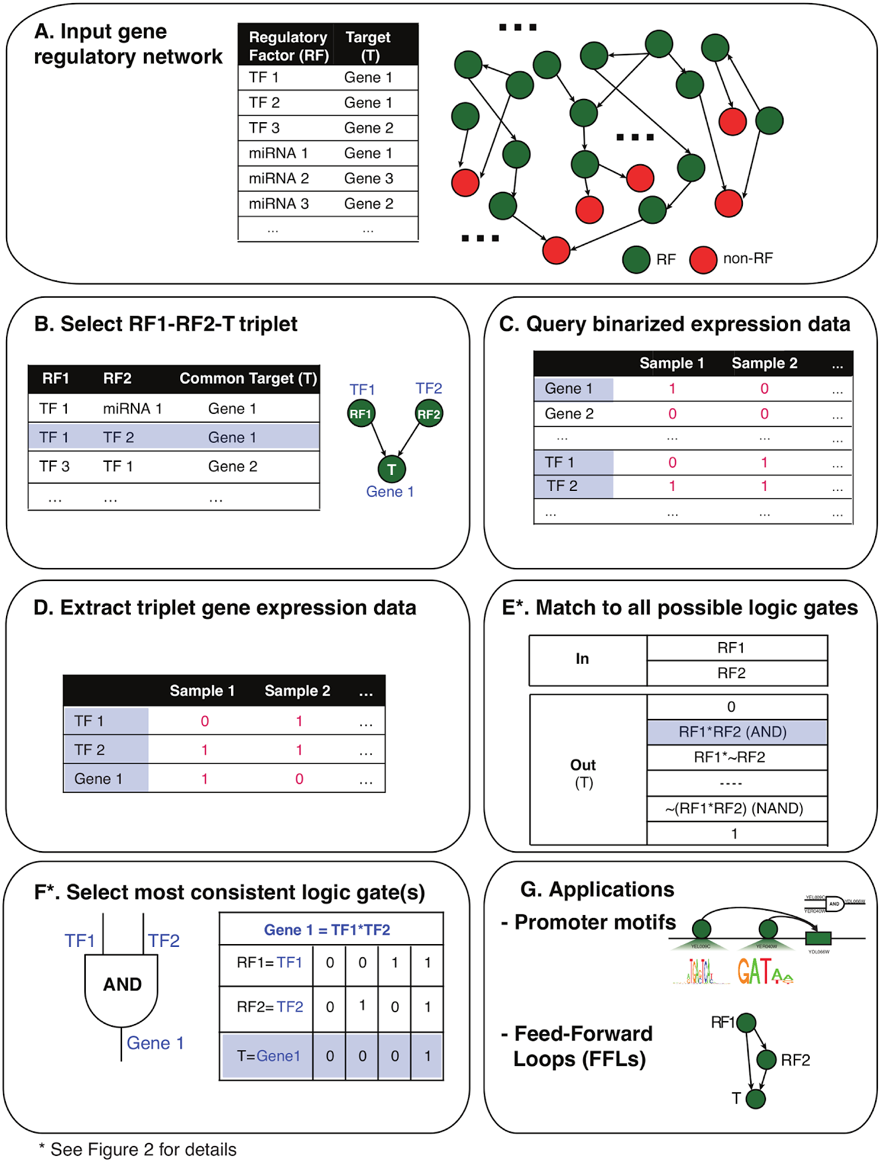 A. Input gene
regulatory network
Regulatory Factor (RF) Target (T)
TF 1 Gene 1
TF 2 Gene 1
TF 3 Gene 2
miRNA 1 Gene 1
miRNA 2 Gene 3
miRNA 3 Gene 2
... ...
RF non-RF
B. Select RF1-RF2-T triplet
RF1 RF2 Common Target (T)
TF 1 miRNA 1 Gene 1
TF 1 TF 2 Gene 1
TF 3 TF 1 Gene 2
... ... ...
TF1 TF2
RF1 RF2
T
Gene 1
C. Query binarized expression data
Sample 1 Sample 2 ...
Gene 1 1 0 ...
Gene 2 0 0 ...
... ... ... ...
TF 1 0 1 ...
TF 2 1 1 ...
... ... ... ...
D. Extract triplet gene expression data
Sample 1 Sample 2 ...
TF 1 0 1 ...
TF 2 1 1 ...
Gene 1 1 0 ...
E*. Match to all possible logic gates
In
RF1
RF2
Out
(T)
0
RF1*RF2 (AND)
RF1*~RF2
----
~(RF1*RF2) (NAND)
1
F*. Select most consistent logic gate(s)
TF1 TF2
AND
Gene 1
Gene 1 = TF1*TF2
RF1=TF1 0 0 1 1
RF2=TF2 0 1 0 1
T=Gene1 0 0 0 1
G. Applications
- Promoter motifs
AND
YDL056W
GATAA
- Feed-Forward
Loops (FFLs)
RF1
RF2
T
* See Figure 2 for details